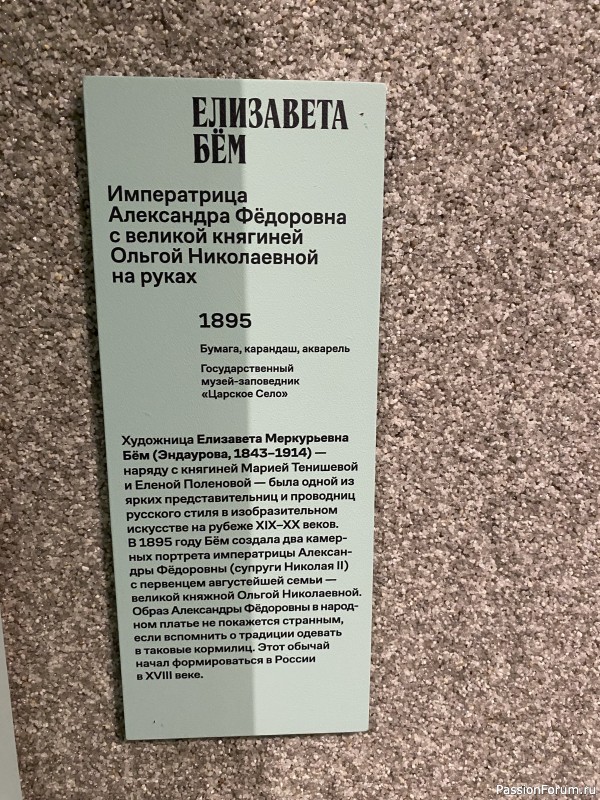 ЕЛИЗАВЕТА
БЁМ
Императрица
Александра Фёдоровна
с великой княгиней
Ольгой Николаевной
на руках
1895
Бумага, карандаш, акварель
Государственный
музей-заповедник
«Царское Село»
Художница Елизавета Меркурьевна
Бём (Эндаурова, 1843–1914) —
наряду с княгиней Марией Тенишевой
и Еленой Поленовой — была одной из
ярких представительниц и проводниц
русского стиля в изобразительном
искусстве на рубеже XIX–XX веков.
В 1895 году Бём создала два камер-
ных портрета императрицы Алексан-
дры Фёдоровны (супруги Николая II)
с первенцем августейшей семьи —
великой княжной Ольгой Николаевной.
Образ Александры Фёдоровны в народ-
ном платье не покажется странным,
если вспомнить о традиции одевать
в таковые кормилиц. Этот обычай
начал формироваться в России
в XVIII веке.
PassionForum.ru